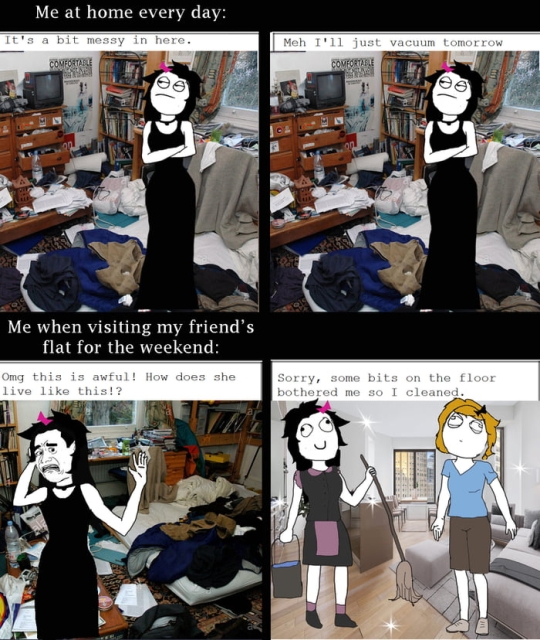 Me at home every day:
It's a bit messy in here.
Meh I'll just vacuum tomorrow
COMFORTABLE
COMFORTABLE
Me when visiting my friend's
flat for the weekend:
Omg this is awful! How does she
live like this!?
Sorry, some bits on the floor
bothered me so I cleaned.